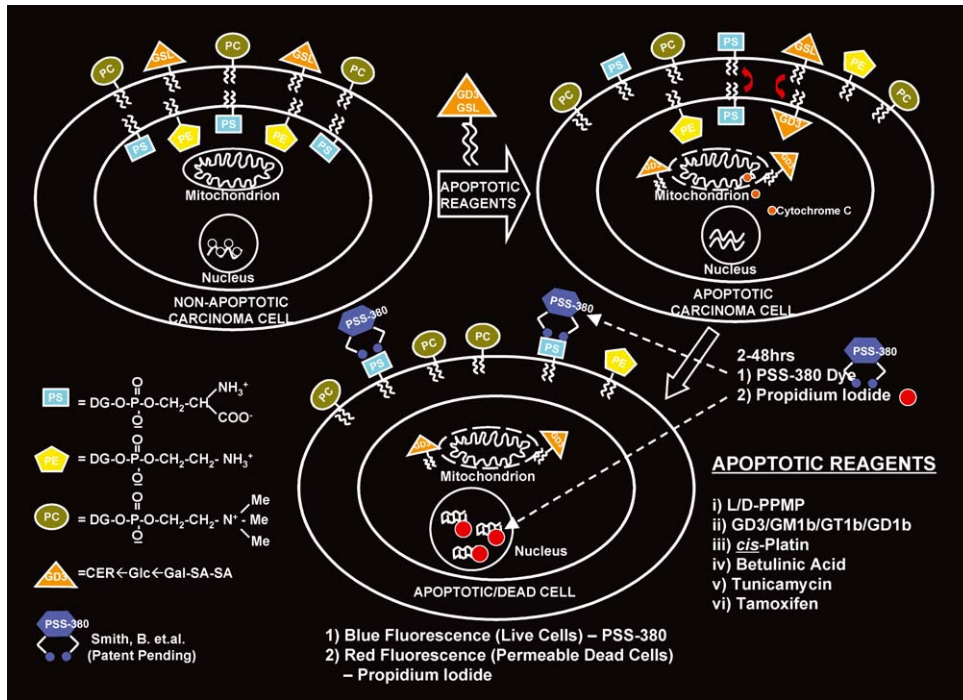 PC
GSL
PC
GSL
PC
PS
PE
PS
PE
PS
Mitochondrion
Nucleus
NON-APOPTOTIC
CARCINOMA CELL
GD3
GSL
APOPTOTIC
REAGENTS
PC
PS
PC
PS
GSL
PE
PC
PE
PS
GD3
GD3
GD3
Mitochondrion
Cytochrome C
Nucleus
APOPTOTIC
CARCINOMA CELL
PSS-380
PS
PC
PC
PC
PSS-380
PS
PE
GD3
GD3
Mitochondrion
Nucleus
APOPTOTIC/DEAD CELL
2-48hrs
1) PSS-380 Dye
2) Propidium Iodide
PSS-380
PS
O
NH₃⁺
= DG-O-P-O-CH₂-CH
COO⁻
O
PE
O
= DG-O-P-O-CH₂-CH₂- NH₃⁺
O
PC
O
Me
= DG-O-P-O-CH₂-CH₂- N⁺ - Me
Me
O
GD3
=CER←Glc←Gal-SA-SA
PSS-380
Smith, B. et.al.
(Patent Pending)
1) Blue Fluorescence (Live Cells) – PSS-380
2) Red Fluorescence (Permeable Dead Cells)
– Propidium Iodide
APOPTOTIC REAGENTS
i) L/D-PPMP
ii) GD3/GM1b/GT1b/GD1b
iii) cis-Platin
iv) Betulinic Acid
v) Tunicamycin
vi) Tamoxifen